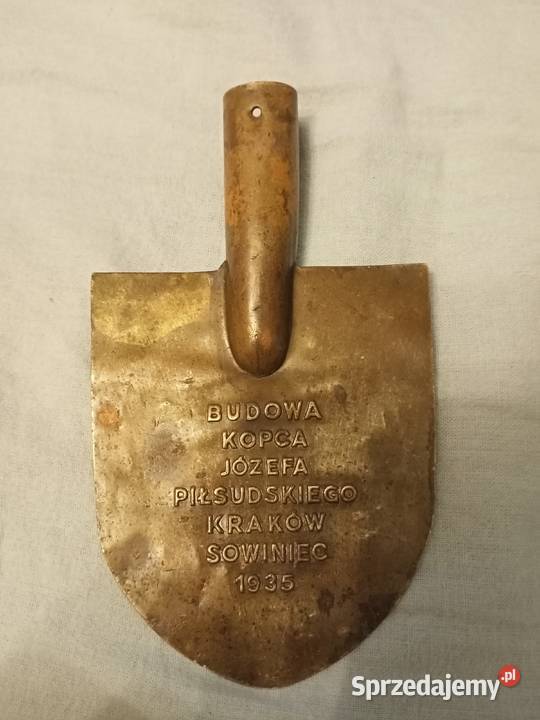 BUDOWA
KOPCA
JÓZEFA
PIŁSUDSKIEGO
KRAKÓW
SOWINIEC
1935
Sprzedajemy.pl